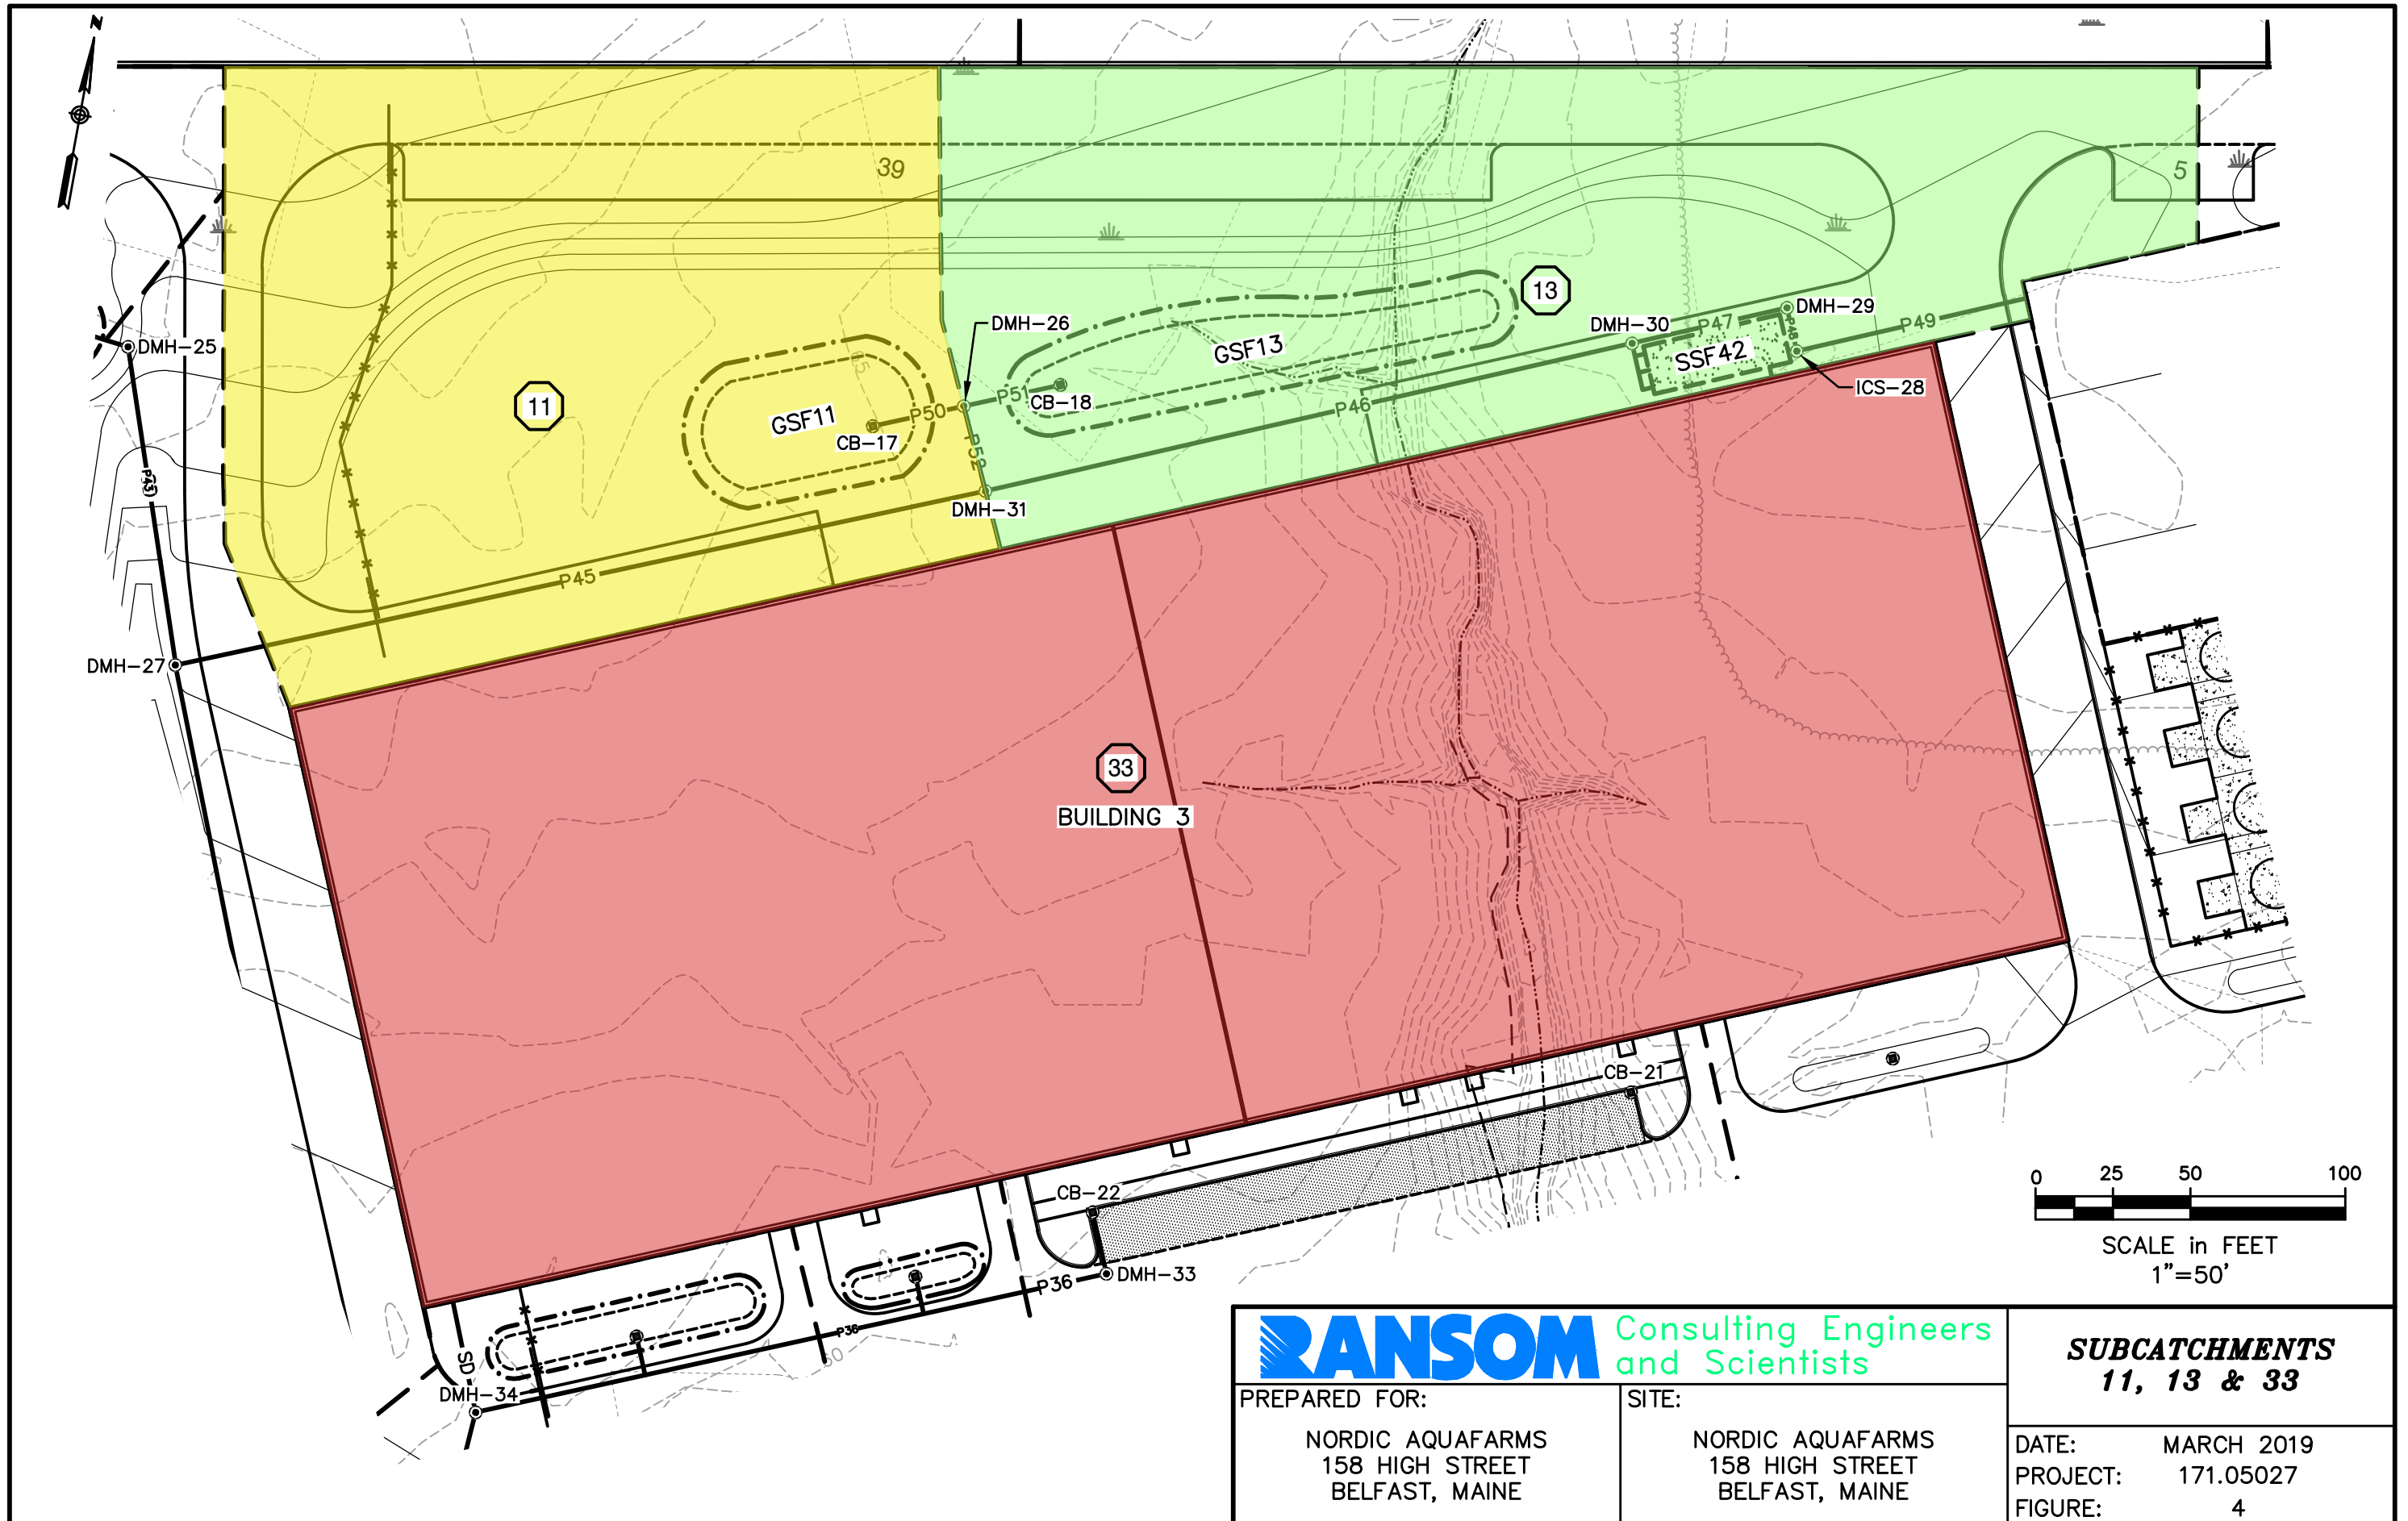 N
39
5
13
DMH-26
DMH-29
DMH-30
P47
P48
P49
DMH-25
GSF13
SSF42
ICS-28
11
P51
CB-18
P46
GSF11
P50
CB-17
P52
P43
DMH-31
P45
DMH-27
33
BUILDING 3
CB-21
CB-22
DMH-33
P36
P36
SD
DMH-34
0 25 50 100
SCALE in FEET
1"=50'
RANSOM Consulting Engineers
and Scientists
SUBCATCHMENTS
11, 13 & 33
PREPARED FOR:
NORDIC AQUAFARMS
158 HIGH STREET
BELFAST, MAINE
SITE:
NORDIC AQUAFARMS
158 HIGH STREET
BELFAST, MAINE
DATE: MARCH 2019
PROJECT: 171.05027
FIGURE: 4